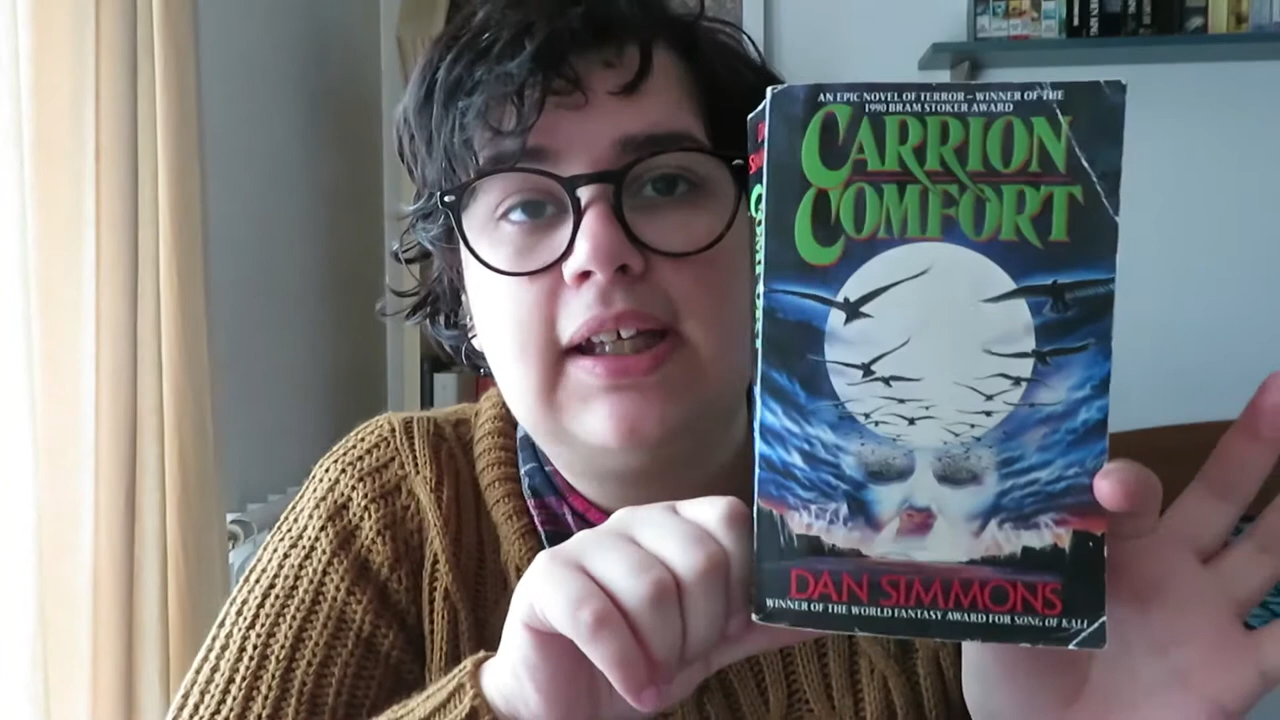 AN EPIC NOVEL OF TERROR – WINNER OF THE
1990 BRAM STOKER AWARD
CARRION
COMFORT
DAN SIMMONS
WINNER OF THE WORLD FANTASY AWARD FOR SONG OF KALI
COMFORT